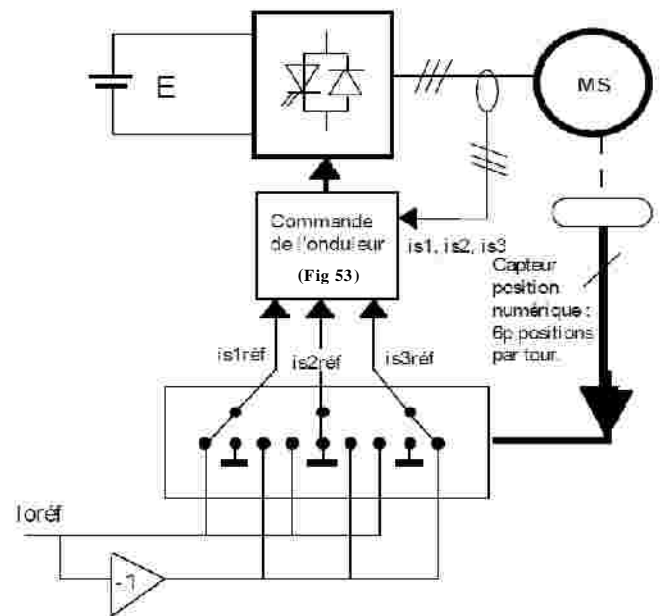 E
MS
Commande
de l'onduleur
(Fig 53)
is1, is2, is3
Capteur
position
numérique :
6p positions
par tour.
is1réf
is2réf
is3réf
Ioréf
-1